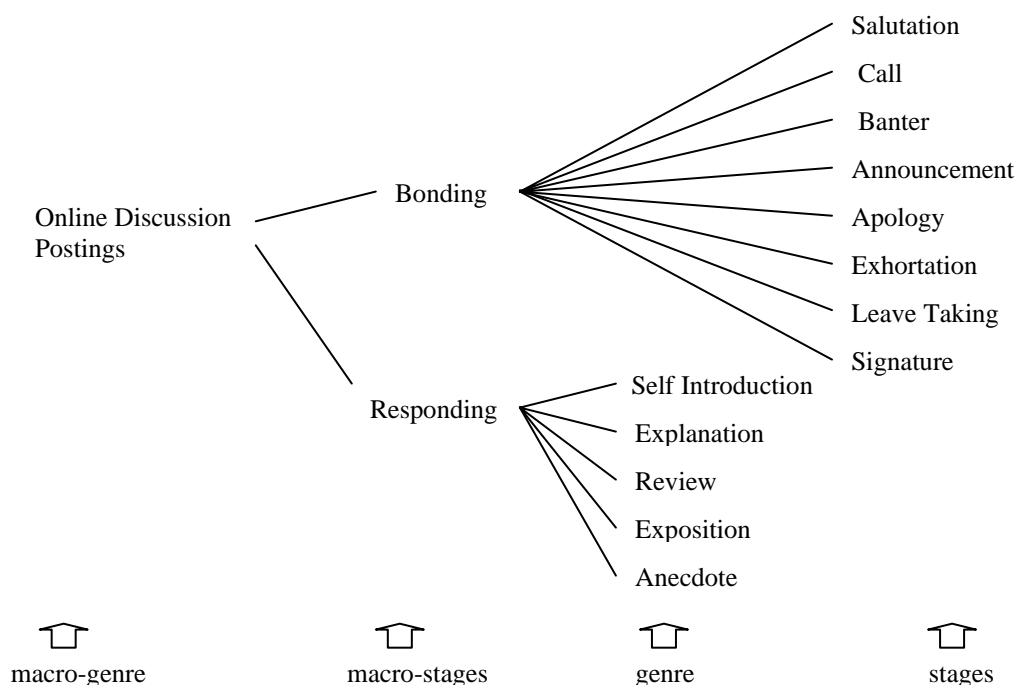 Salutation
Call
Banter
Announcement
Bonding
Online Discussion
Postings
Apology
Exhortation
Leave Taking
Signature
Self Introduction
Responding
Explanation
Review
Exposition
Anecdote
macro-genre
macro-stages
genre
stages